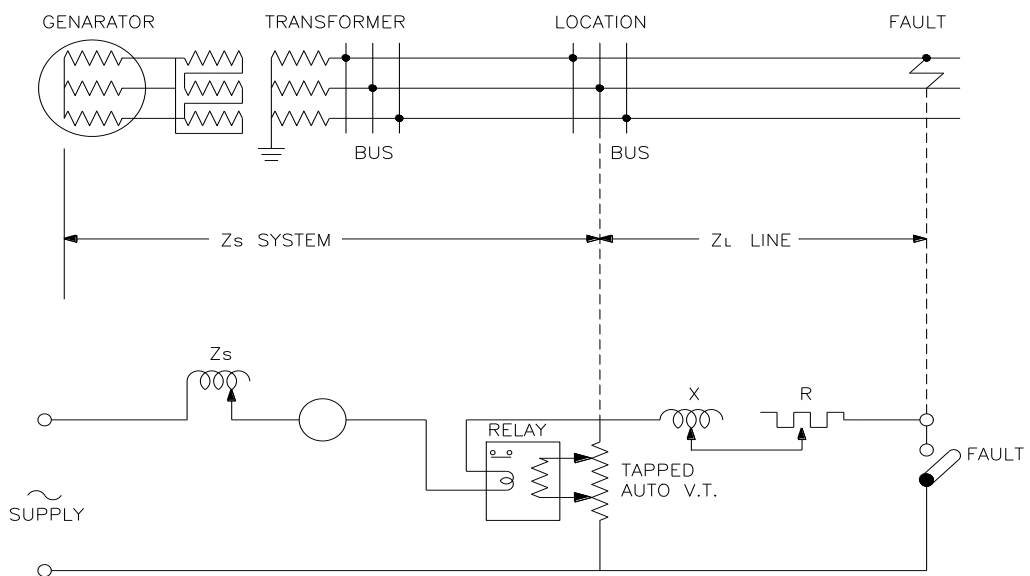 GENARATOR
TRANSFORMER
LOCATION
FAULT
BUS
BUS
Zs SYSTEM
ZL LINE
Zs
X
R
RELAY
TAPPED
AUTO V.T.
FAULT
SUPPLY